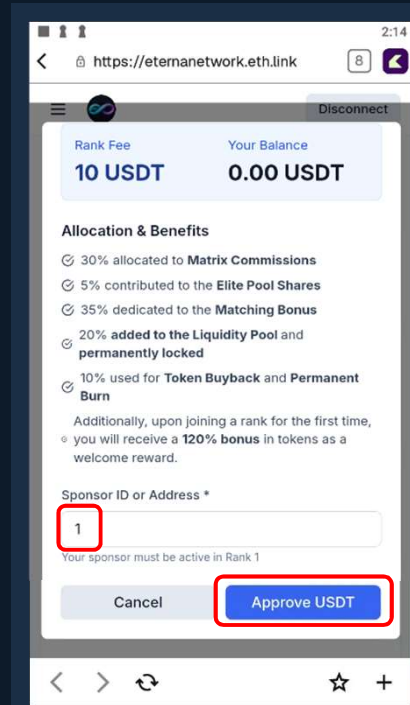 2:14
https://eternanetwork.eth.link
8
Disconnect
Rank Fee
Your Balance
10 USDT
0.00 USDT
Allocation & Benefits
30% allocated to Matrix Commissions
5% contributed to the Elite Pool Shares
35% dedicated to the Matching Bonus
20% added to the Liquidity Pool and
permanently locked
10% used for Token Buyback and Permanent
Burn
Additionally, upon joining a rank for the first time,
you will receive a 120% bonus in tokens as a
welcome reward.
Sponsor ID or Address *
1
Your sponsor must be active in Rank 1
Cancel
Approve USDT